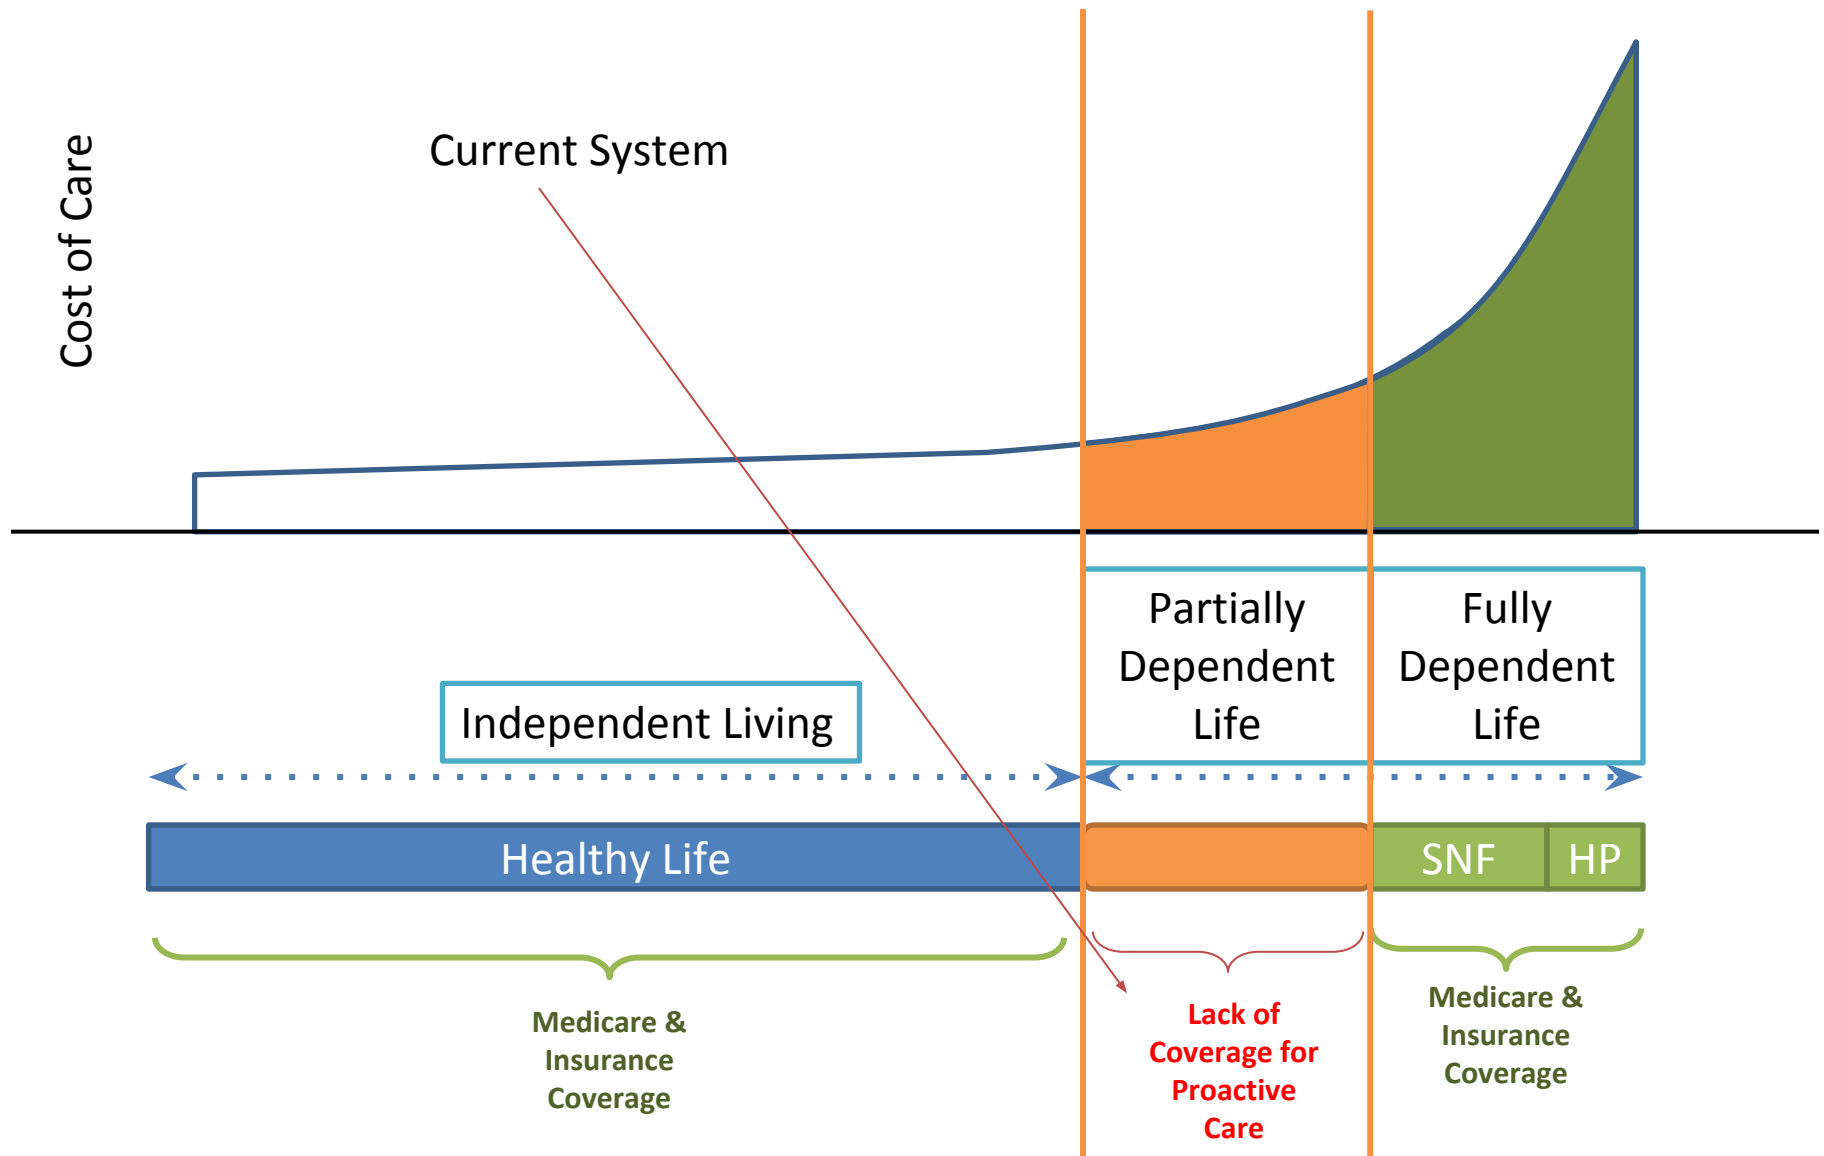 Cost of Care
Current System
Partially
Dependent
Life
Fully
Dependent
Life
Independent Living
Healthy Life
SNF
HP
Medicare &
Insurance
Coverage
Lack of
Coverage for
Proactive
Care
Medicare &
Insurance
Coverage